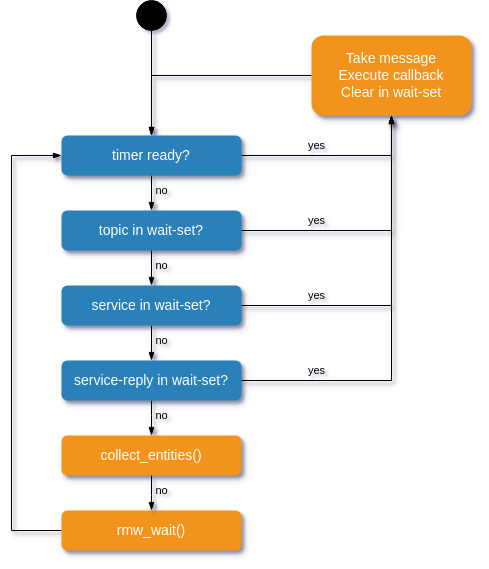 Take message
Execute callback
Clear in wait-set
timer ready?
yes
no
topic in wait-set?
yes
no
service in wait-set?
yes
no
service-reply in wait-set?
yes
no
collect_entities()
no
rmw_wait()